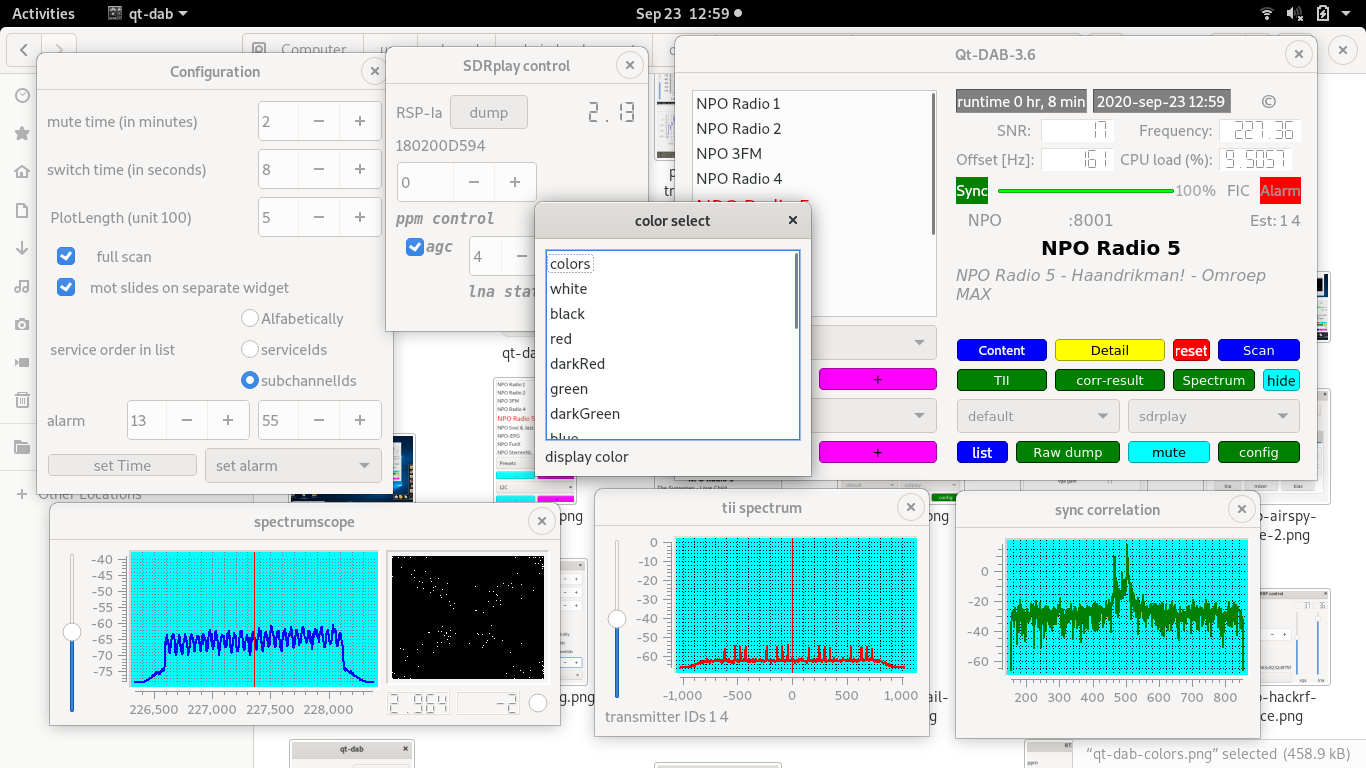 Activities
qt-dab
Sep 23 12:59
Computer
Configuration
mute time (in minutes)
2
switch time (in seconds)
8
PlotLength (unit 100)
5
full scan
mot slides on separate widget
service order in list
Alfabetically
serviceIds
subchannelIds
alarm
13
55
set Time
set alarm
Other Locations
SDRplay control
RSP-Ia
dump
2.13
180200D594
0
ppm control
agc
4
color select
colors
white
black
red
darkRed
green
darkGreen
blue
display color
Qt-DAB-3.6
NPO Radio 1
NPO Radio 2
NPO 3FM
NPO Radio 4
NPO Radio 5
runtime 0 hr, 8 min
2020-sep-23 12:59
©
SNR:
17
Frequency:
227.36
Offset [Hz]:
161
CPU load (%):
9.5057
Sync
100%
FIC
Alarm
NPO
:8001
Est: 1 4
NPO Radio 5
NPO Radio 5 - Haandrikman! - Omroep
MAX
Content
Detail
reset
Scan
TII
corr-result
Spectrum
hide
default
sdrplay
list
Raw dump
mute
config
+
+
spectrumscope
-40
-45
-50
-55
-60
-65
-70
-75
226,500
227,000
227,500
228,000
2.964
-2
tii spectrum
0
-10
-20
-30
-40
-50
-60
-1,000
-500
0
500
1,000
transmitter IDs 1 4
sync correlation
0
-20
-40
-60
200
300
400
500
600
700
800
"qt-dab-colors.png" selected (458.9 kB)
qt-dab